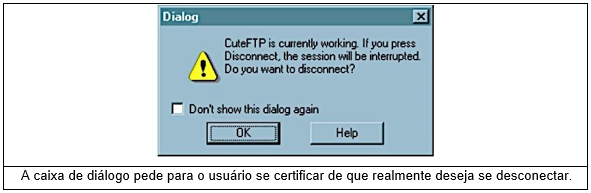 Dialog
CuteFTP is currently working. If you press
Disconnect, the session will be interrupted.
Do you want to disconnect?
Don't show this dialog again
OK
Help
A caixa de diálogo pede para o usuário se certificar de que realmente deseja se desconectar.